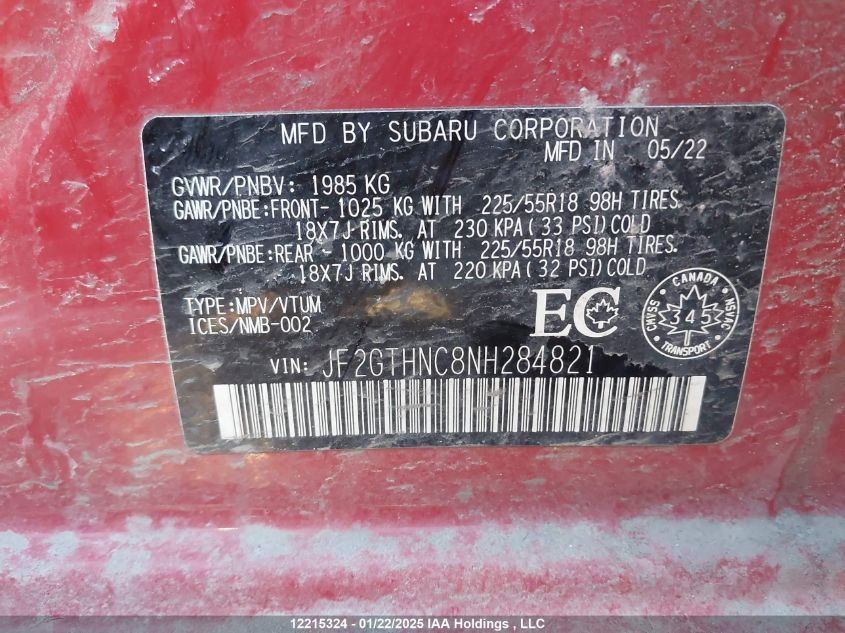 MFD BY SUBARU CORPORATION
MFD IN 05/22
GVWR/PNBV: 1985 KG
GAWR/PNBE:FRONT- 1025 KG WITH 225/55R18 98H TIRES.
18X7J RIMS. AT 230 KPA( 33 PSI)COLD
GAWR/PNBE:REAR - 1000 KG WITH 225/55R18 98H TIRES.
18X7J RIMS. AT 220 KPA( 32 PSI)COLD
TYPE:MPV/VTUM
ICES/NMB-002
EC
CANADA
CMVSS
NSVAC
345
VIN: JF2GTHNC8NH284821
12215324 - 01/22/2025 IAA Holdings , LLC